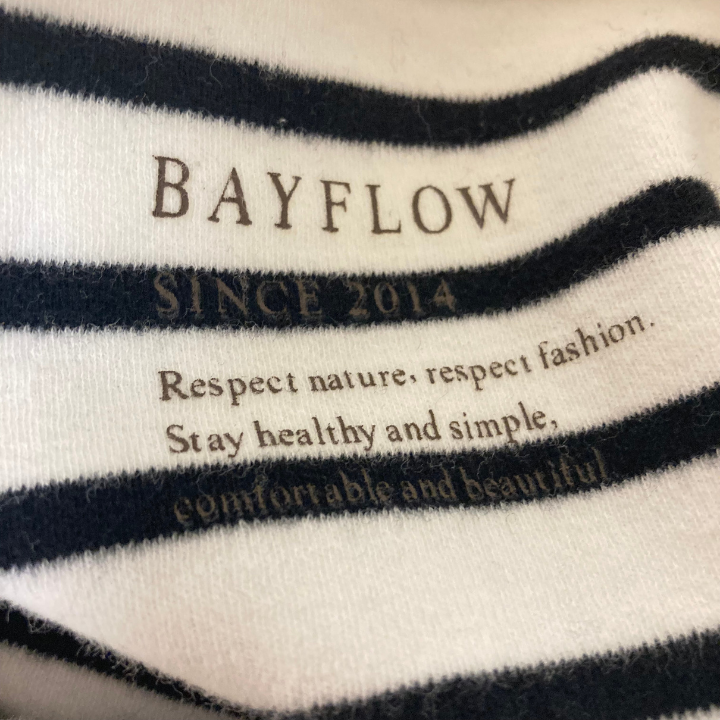 BAYFLOW
SINCE 2014
Respect nature, respect fashion.
Stay healthy and simple,
comfortable and beautiful